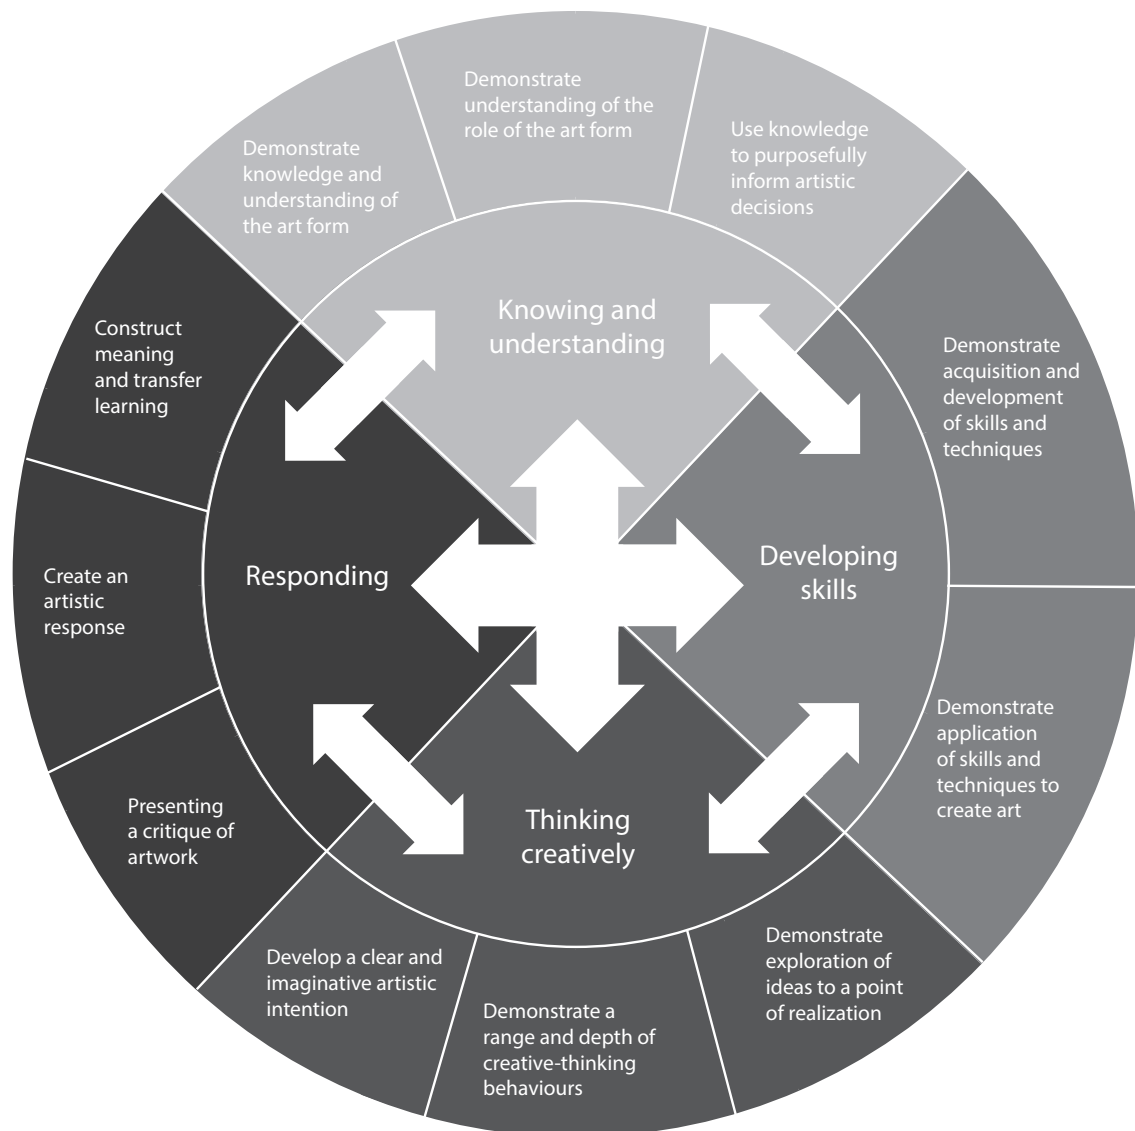 Demonstrate
understanding of the
role of the art form
Use knowledge
to purposefully
inform artistic
decisions
Demonstrate
knowledge and
understanding of
the art form
Knowing and
understanding
Construct
meaning
and transfer
learning
Demonstrate
acquisition and
development
of skills and
techniques
Responding
Developing
skills
Create an
artistic
response
Demonstrate
application
of skills and
techniques to
create art
Presenting
a critique of
artwork
Thinking
creatively
Develop a clear and
imaginative artistic
intention
Demonstrate a
range and depth of
creative-thinking
behaviours
Demonstrate
exploration of
ideas to a point
of realization